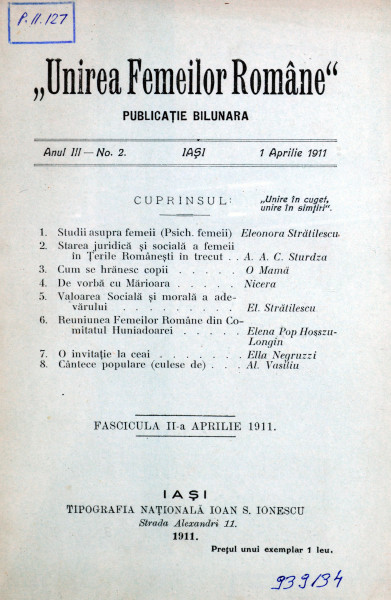 P.II.127
„Unirea Femeilor Române“
PUBLICAȚIE BILUNARA
Anul III — No. 2. IAȘI 1 Aprilie 1911
CUPRINSUL: „Unire în cuget,
unire în simțiri“.
1. Studii asupra femeii (Psich. femeii) Eleonora Strătilescu.
2. Starea juridică și socială a femeii
în Țerile Românești în trecut . . A. A. C. Sturdza
3. Cum se hrănesc copii . . . . . O Mamă
4. De vorbă cu Mărioara . . . . . Nicera
5. Valoarea Socială și morală a ade-
vărului . . . . . . . . El. Strătilescu
6. Reuniunea Femeilor Române din Co-
mitatul Huniadoarei . . . . . Elena Pop Hosszu-
Longin
7. O invitație la ceai . . . . . . Ella Negruzzi
8. Cântece populare (culese de) . . . Al. Vasiliu
FASCICULA II-a APRILIE 1911.
IAȘI
TIPOGRAFIA NAȚIONALĂ IOAN S. IONESCU
Strada Alexandri 11.
1911.
Prețul unui exemplar 1 leu.
939134